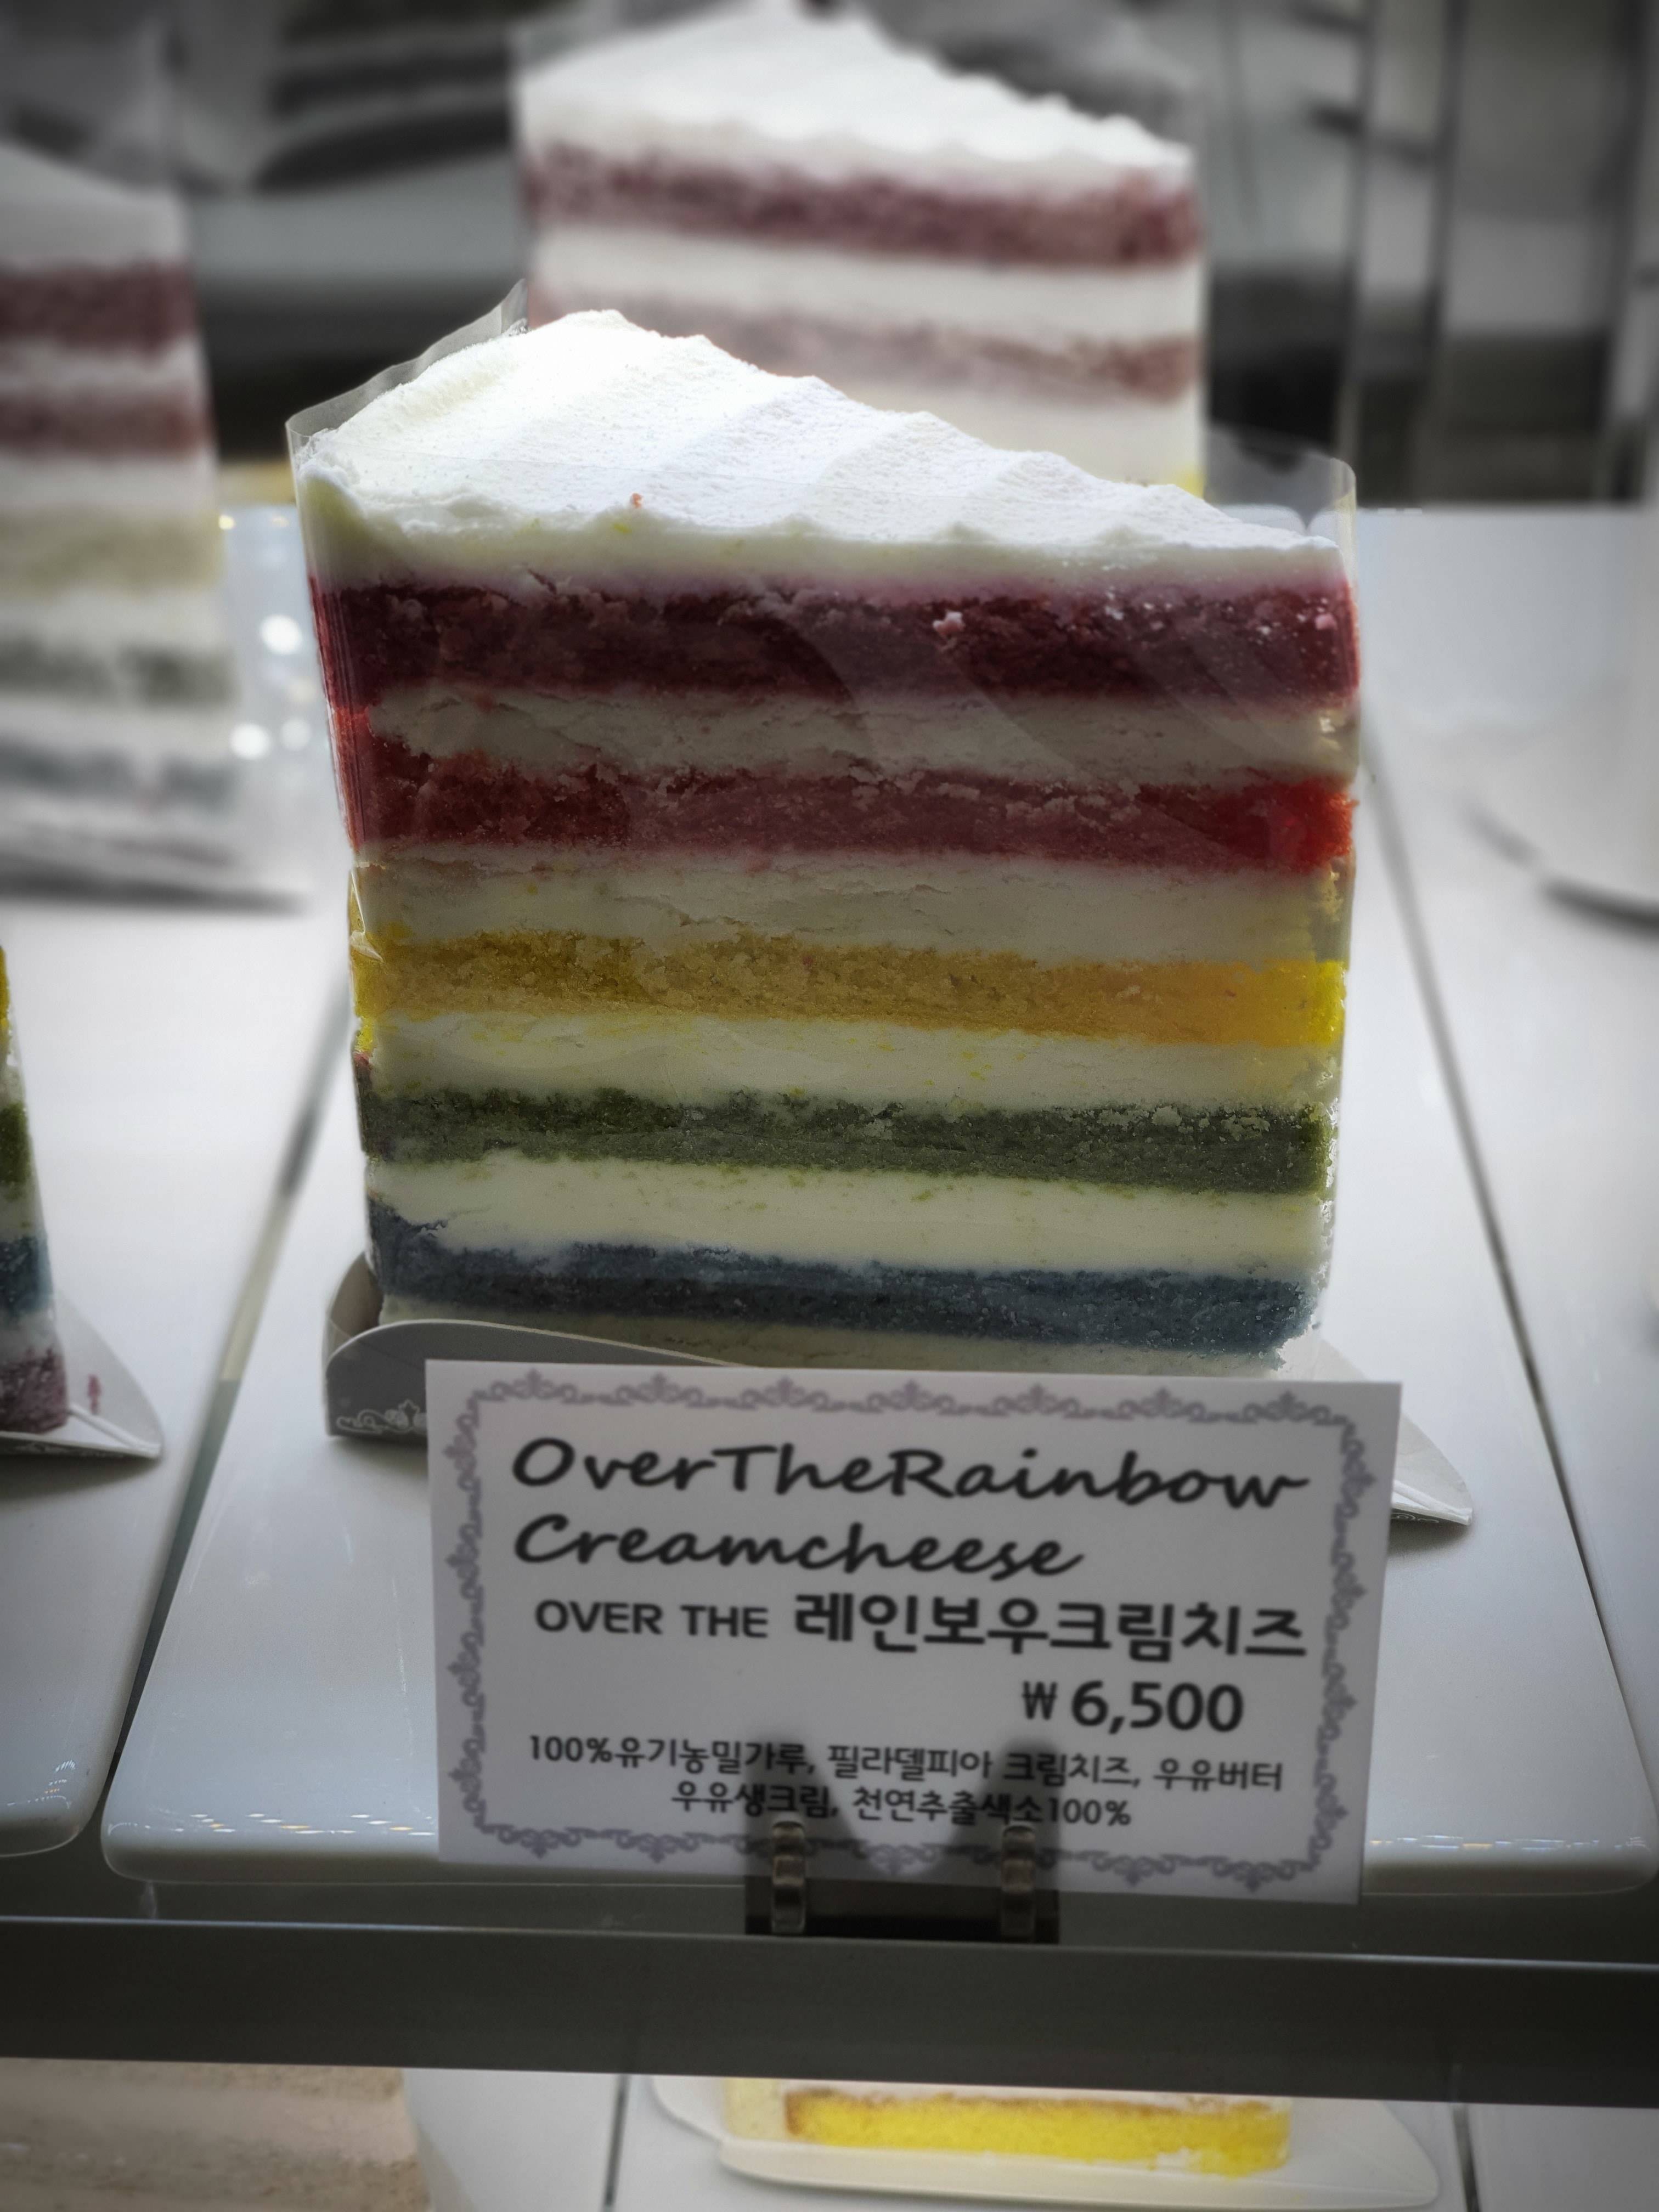 OverTheRainbow
Creamcheese
OVER THE 레인보우크림치즈
₩ 6,500
100%유기농밀가루, 필라델피아 크림치즈, 우유버터
우유생크림, 천연추출색소100%